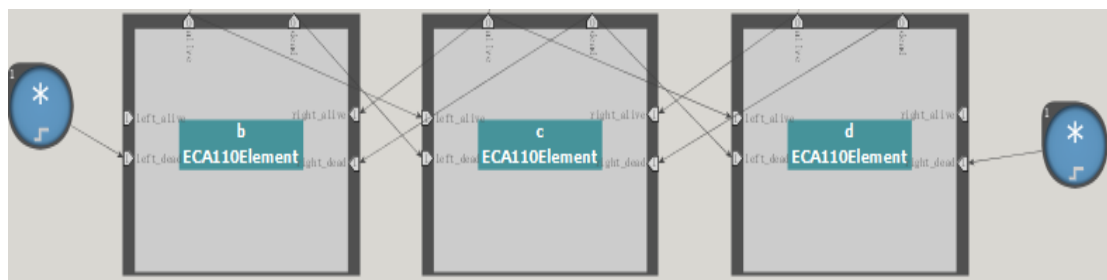 1
*
alive
dead
left_alive
right_alive
b
ECA110Element
left_dead
right_dead
alive
dead
left_alive
right_alive
c
ECA110Element
left_dead
right_dead
alive
dead
left_alive
right_alive
d
ECA110Element
left_dead
right_dead
1
*